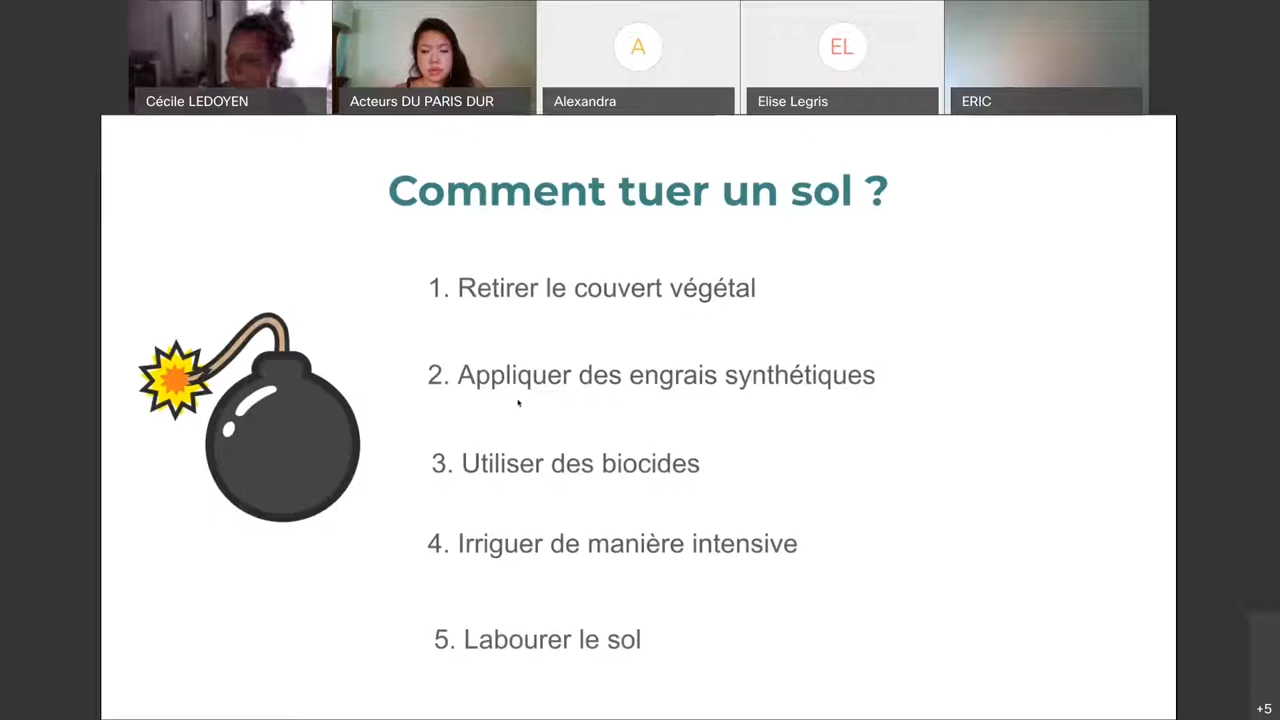 Cécile LEDOYEN
Acteurs DU PARIS DUR
A
Alexandra
EL
Elise Legris
ERIC
Comment tuer un sol ?
1. Retirer le couvert végétal
2. Appliquer des engrais synthétiques
3. Utiliser des biocides
4. Irriguer de manière intensive
5. Labourer le sol
+5